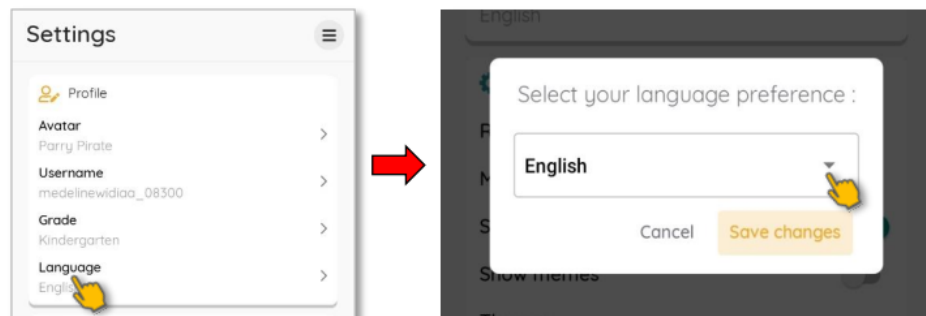 Settings
Profile
Avatar
Parry Pirate
Username
medelinewidiaa_08300
Grade
Kindergarten
Language
English
English
Select your language preference :
English
Cancel
Save changes
Show memes